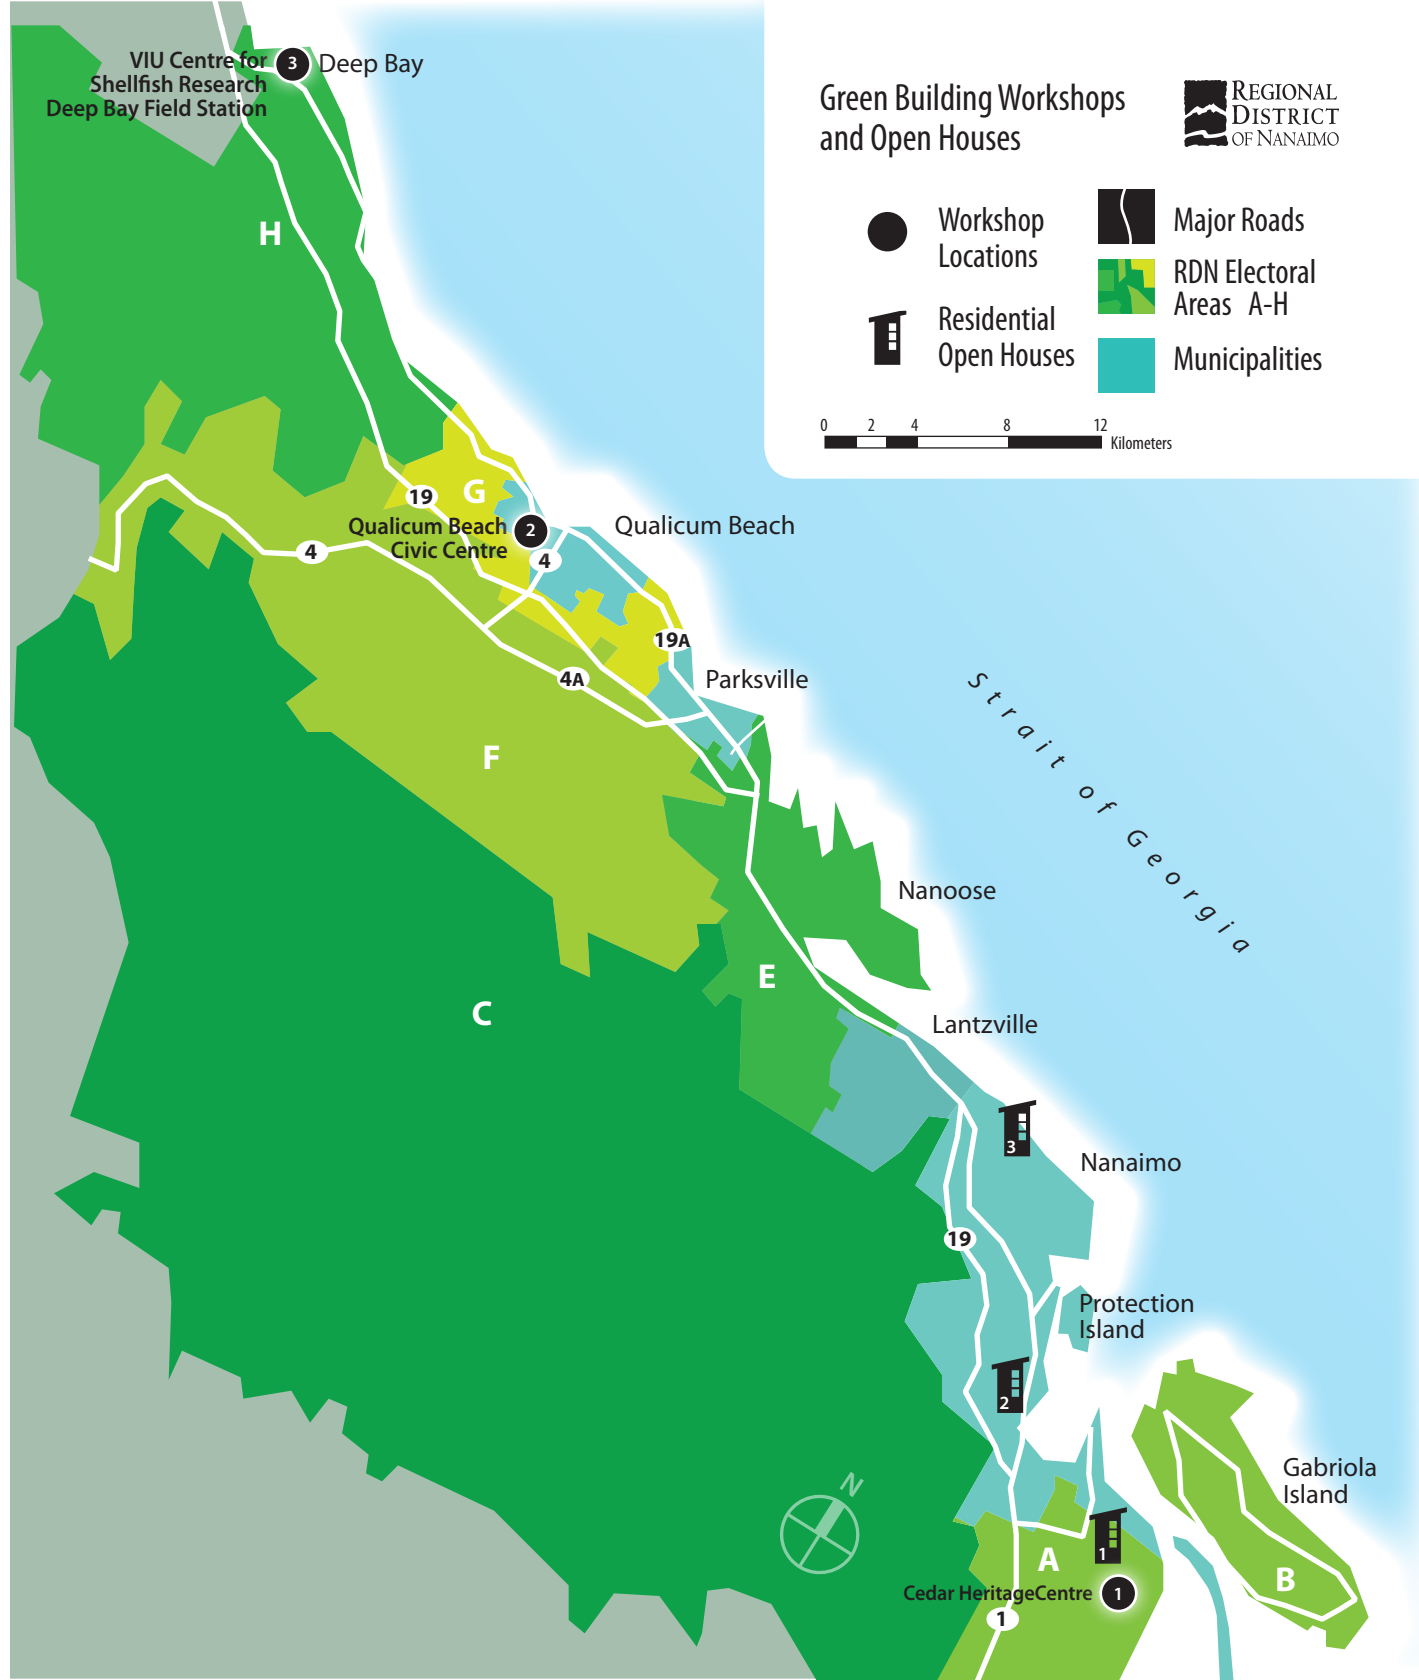 VIU Centre for
Shellfish Research
Deep Bay Field Station
3
Deep Bay
Green Building Workshops
and Open Houses
REGIONAL
DISTRICT
OF NANAIMO
Workshop
Locations
Residential
Open Houses
Major Roads
RDN Electoral
Areas A-H
Municipalities
0 2 4 8 12
Kilometers
H
G
19
Qualicum Beach
Civic Centre
2
Qualicum Beach
4
4
19A
4A
Parksville
F
Strait of Georgia
Nanoose
E
C
Lantzville
3
Nanaimo
19
Protection
Island
2
Gabriola
Island
N
1
A
B
Cedar HeritageCentre
1
1